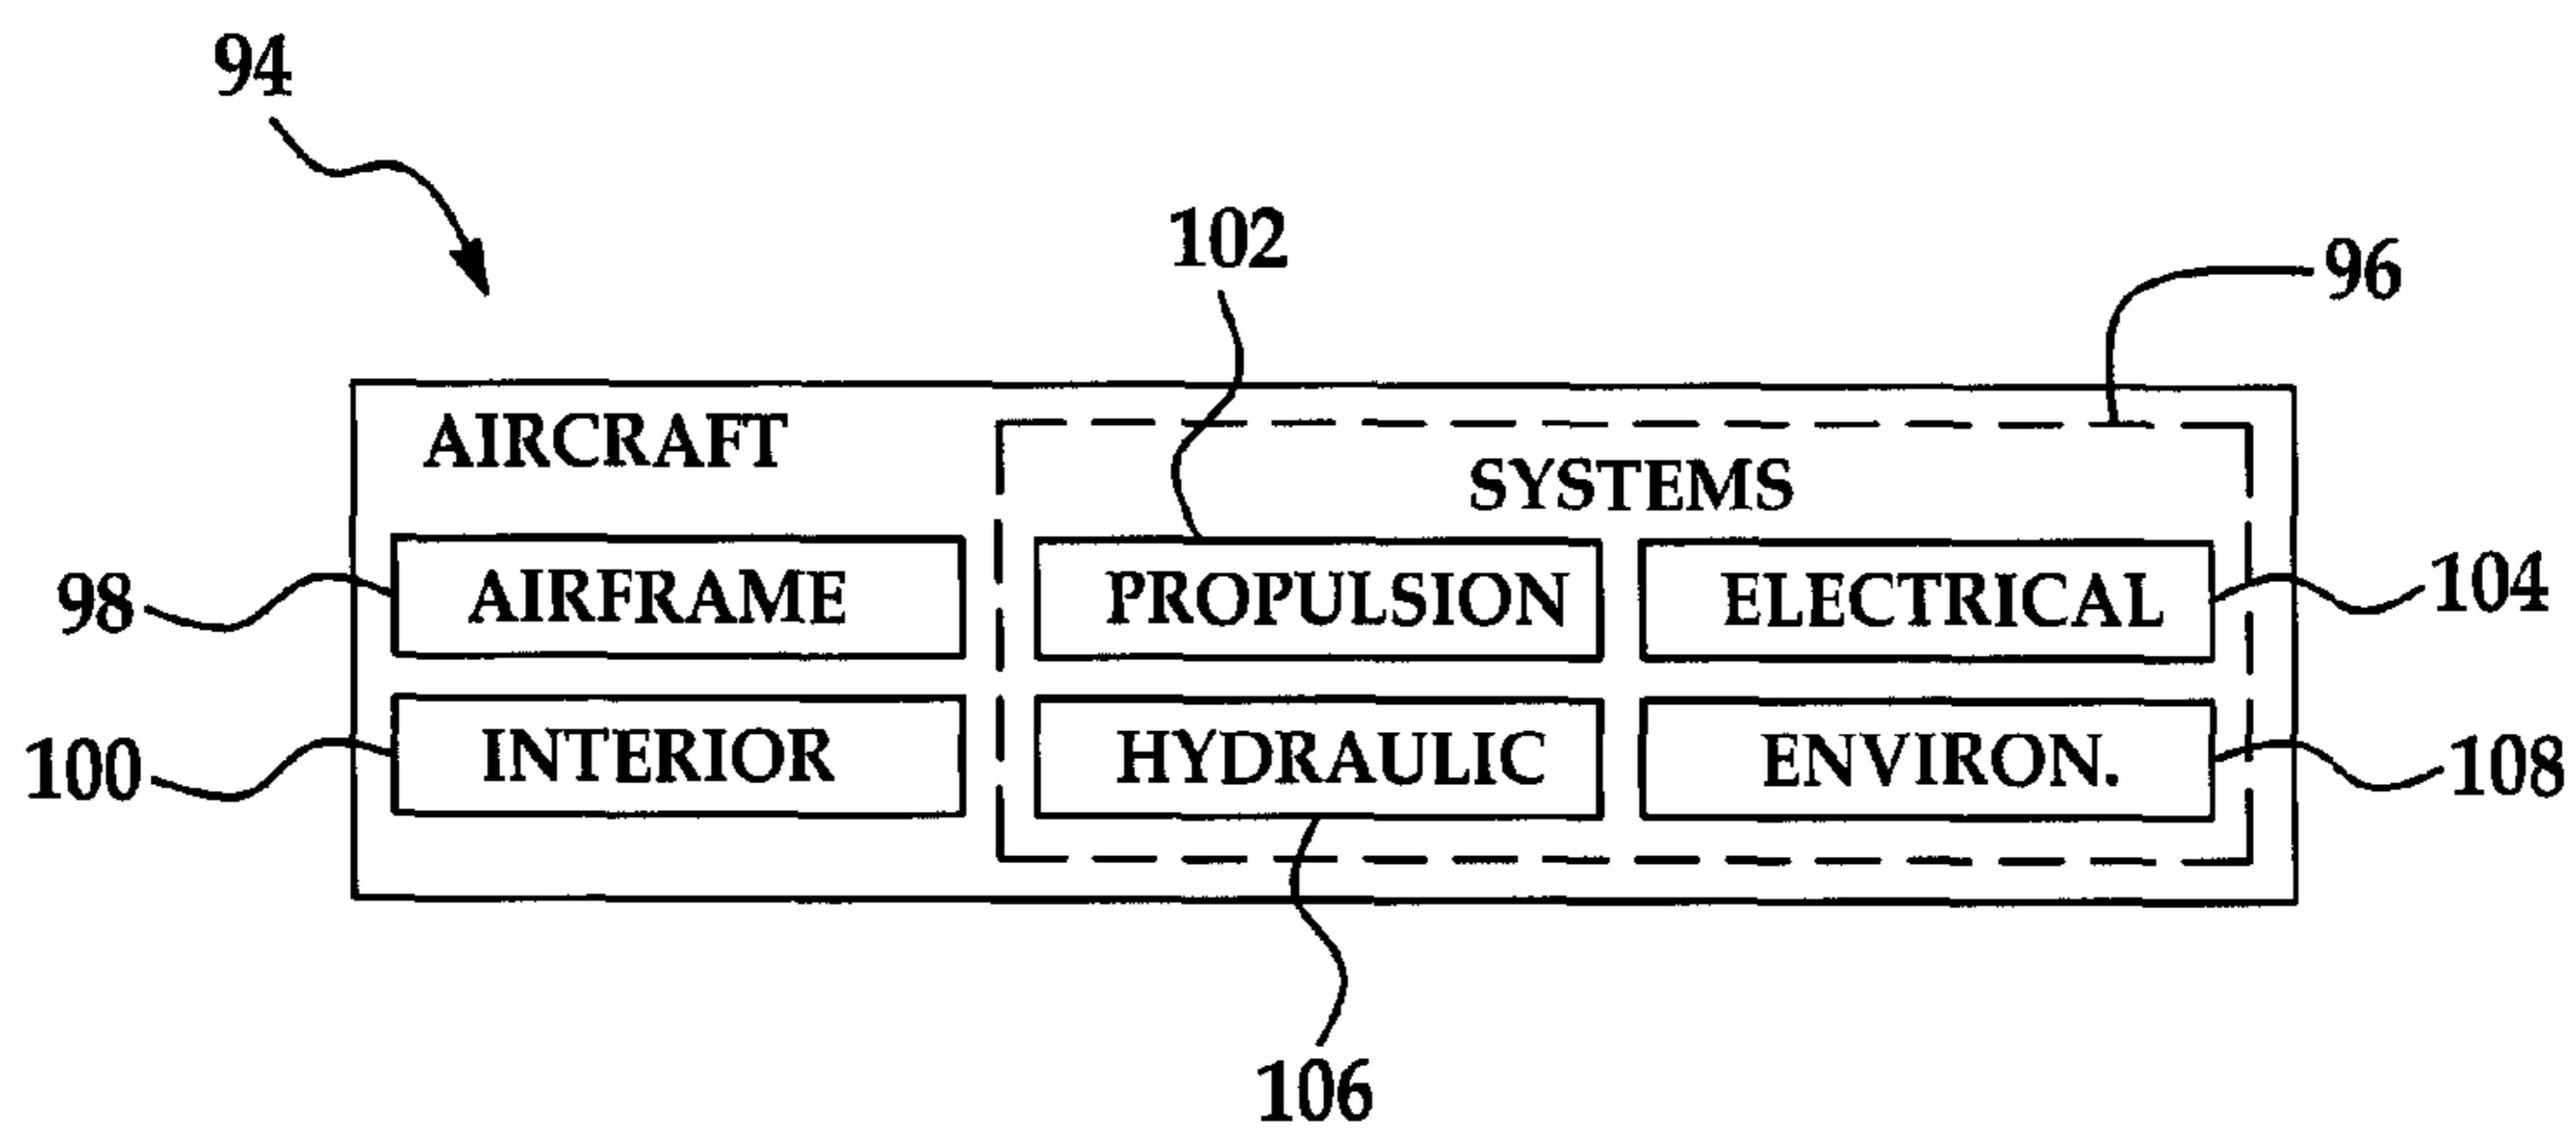 94
102
96
AIRCRAFT
SYSTEMS
98 AIRFRAME PROPULSION ELECTRICAL 104
100 INTERIOR HYDRAULIC ENVIRON. 108
106